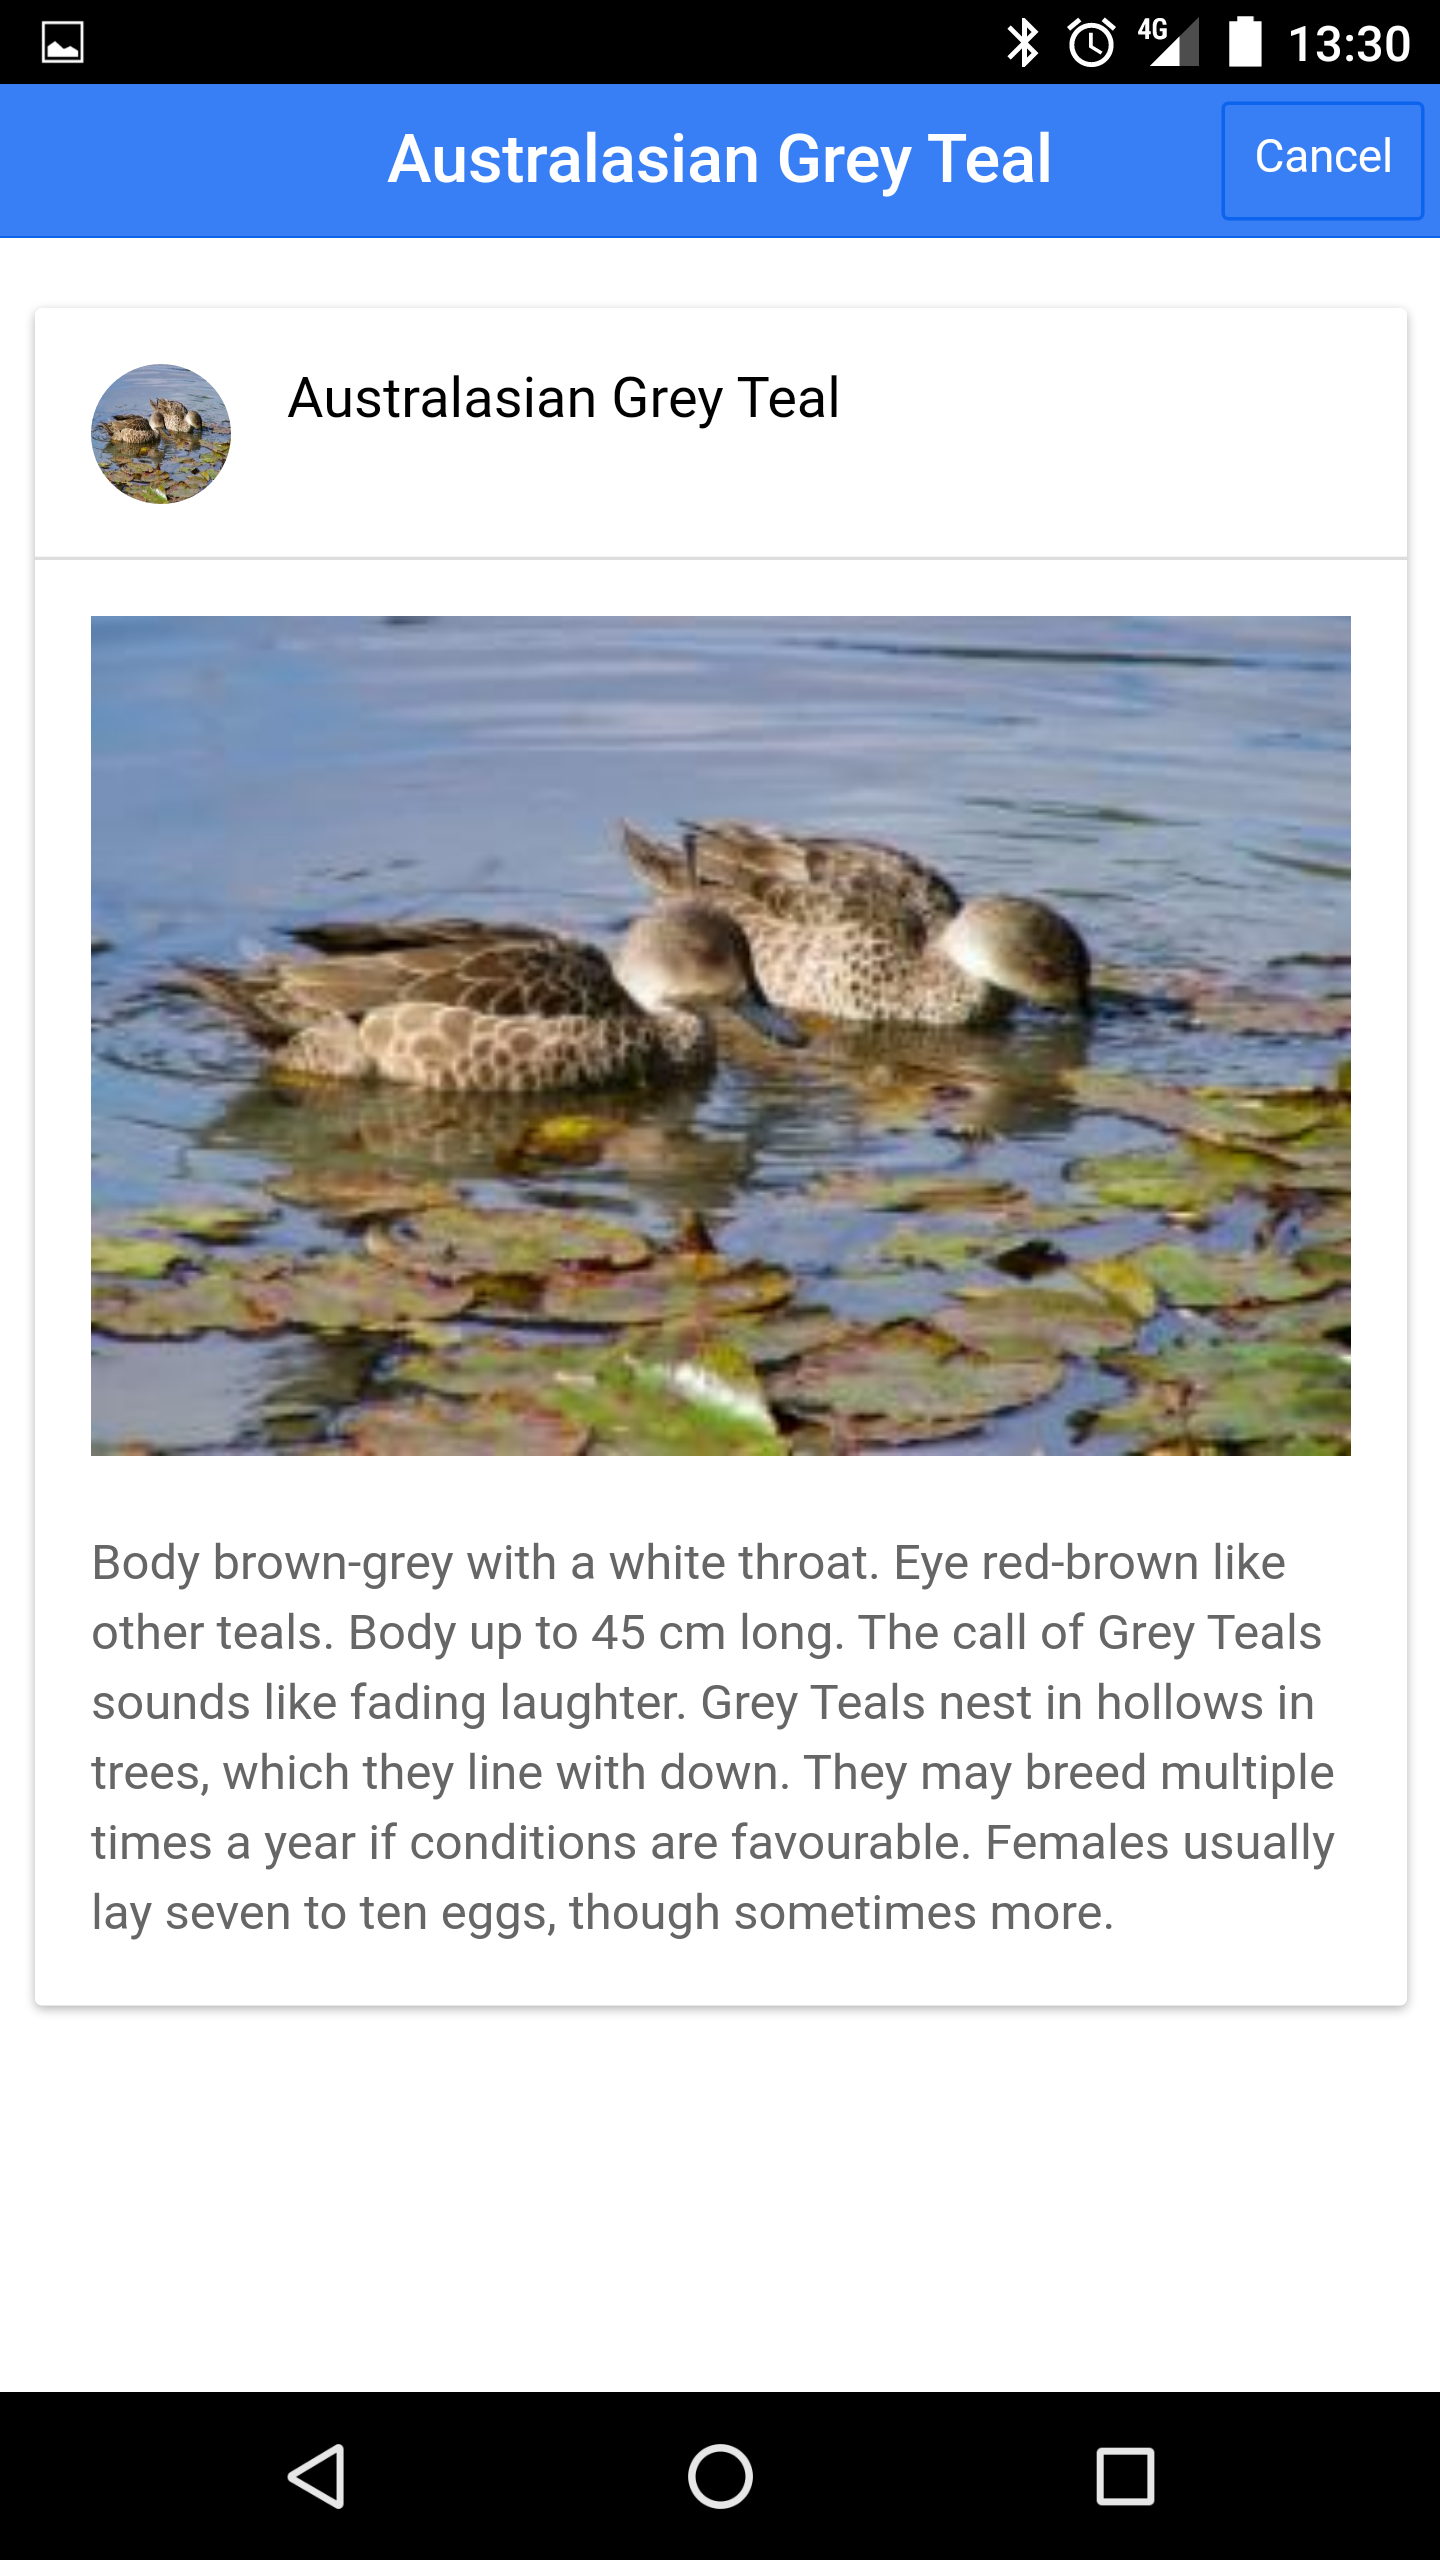 4G 13:30
Australasian Grey Teal Cancel
Australasian Grey Teal
Body brown-grey with a white throat. Eye red-brown like
other teals. Body up to 45 cm long. The call of Grey Teals
sounds like fading laughter. Grey Teals nest in hollows in
trees, which they line with down. They may breed multiple
times a year if conditions are favourable. Females usually
lay seven to ten eggs, though sometimes more.